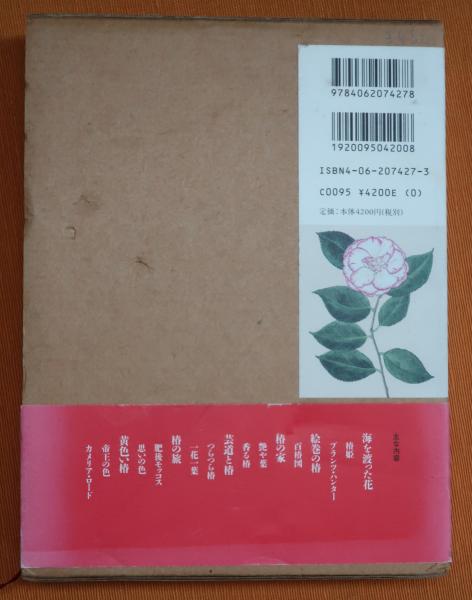 9784062074278
1920095042008
ISBN4-06-207427-3
C0095 ¥4200E (0)
定価:本体4200円(税別)
主な内容
海を渡った花
椿姫
プランツ・ハンター
絵巻の椿
百椿図
椿の家
艶や葉
香る椿
芸道と椿
つらつら椿
一花一葉
椿の旅
肥後モッコス
思いの色
黄色い椿
帝王の色
カメリア・ロード